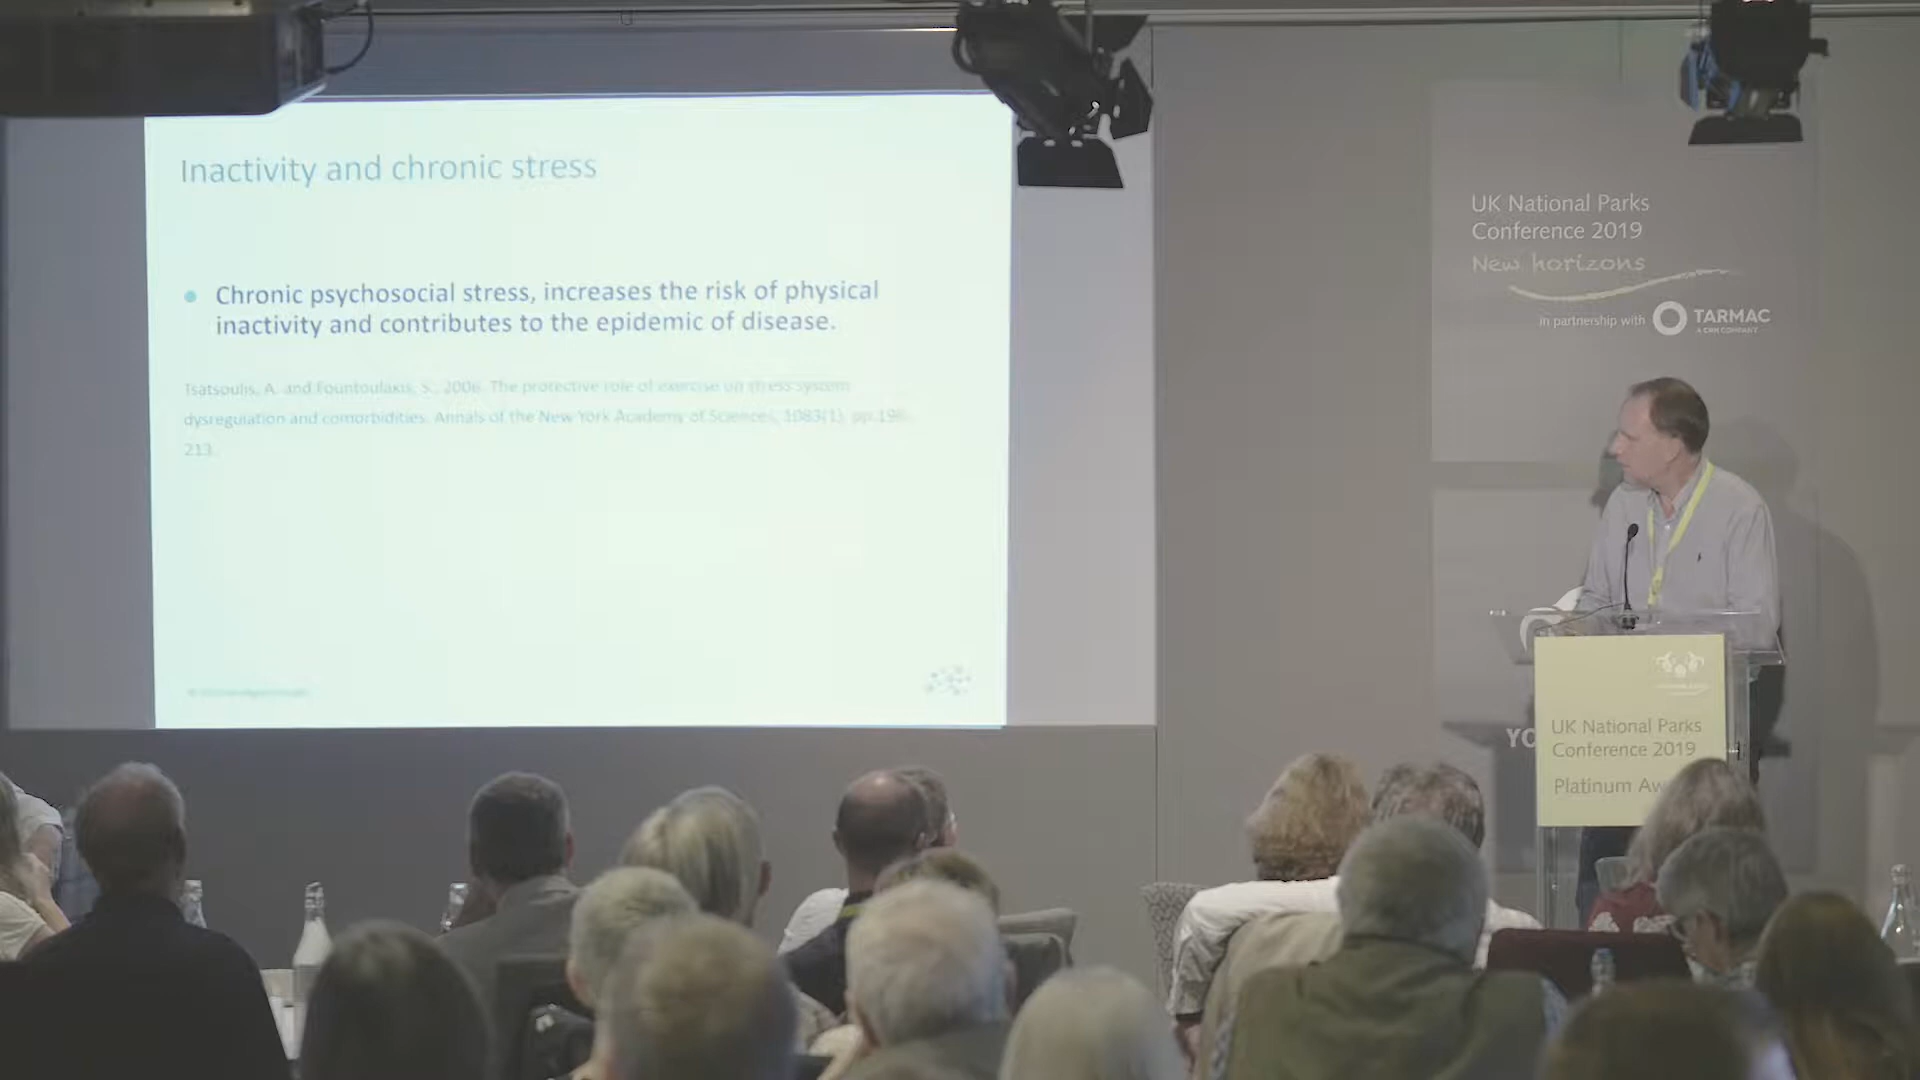 Inactivity and chronic stress
Chronic psychosocial stress, increases the risk of physical
inactivity and contributes to the epidemic of disease.
Tsatsoulis, A. and Fountoulakis, S., 2006. The protective role of exercise on stress system
dysregulation and comorbidities. Annals of the New York Academy of Sciences, 1083(1), pp.196-
213.
UK National Parks
Conference 2019
New horizons
in partnership with TARMAC
A CRH COMPANY
YO
UK National Parks
Conference 2019
Platinum Aw